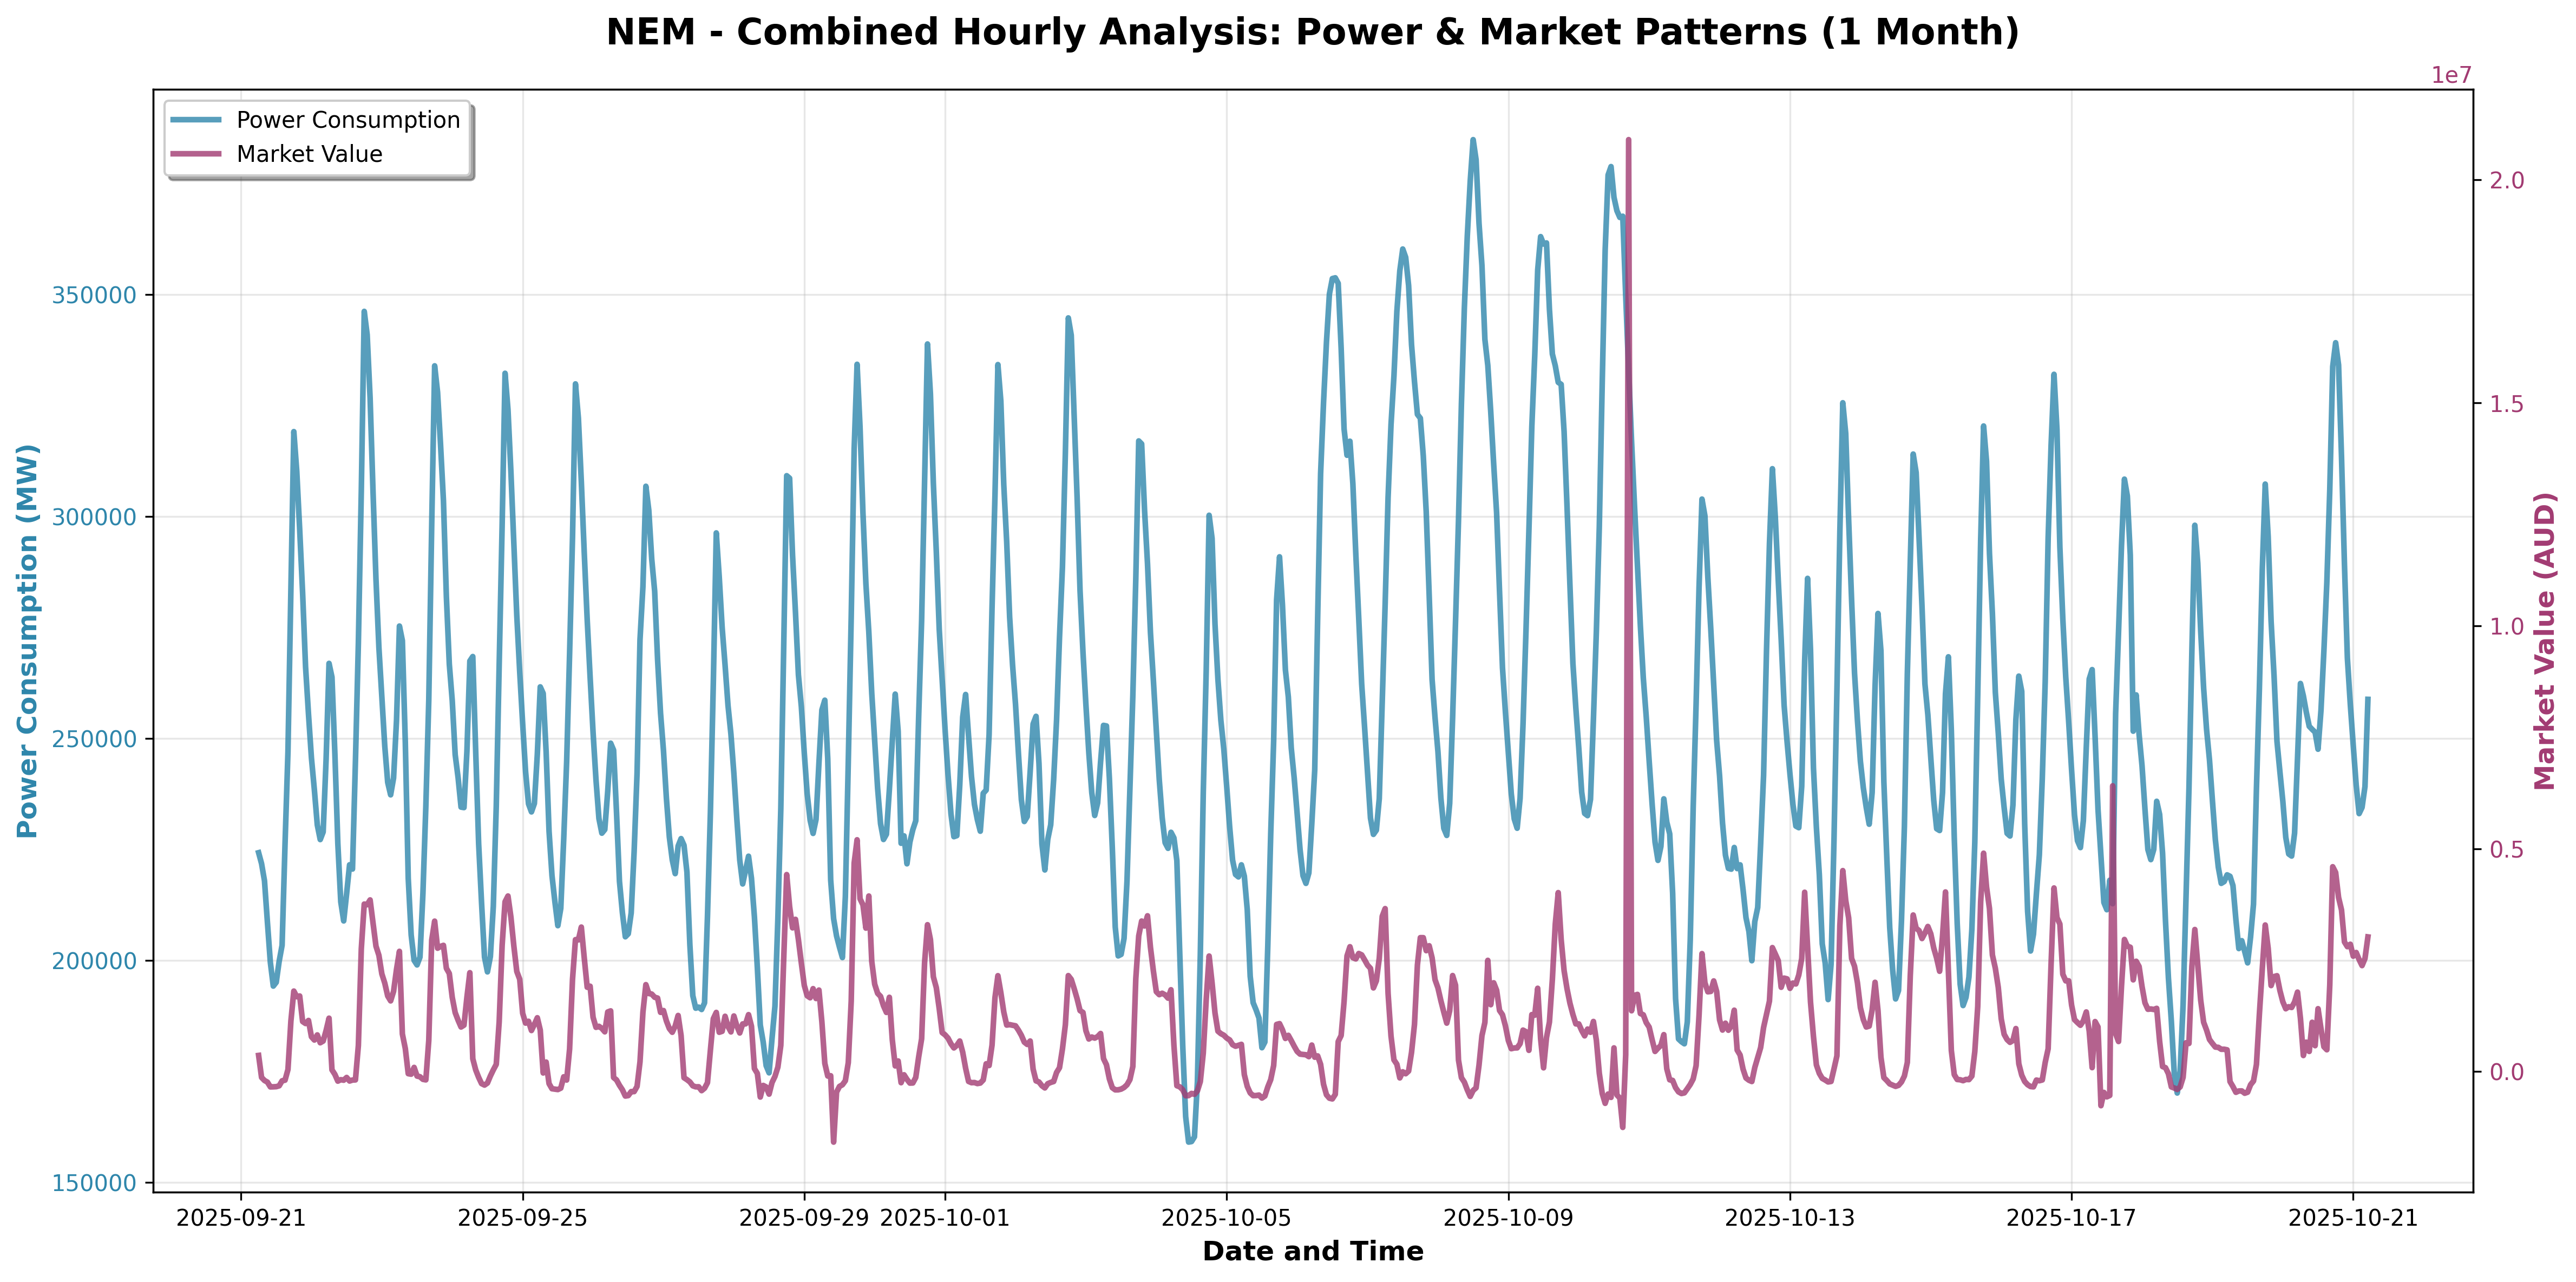 NEM - Combined Hourly Analysis: Power & Market Patterns (1 Month)
1e7
Power Consumption
Market Value
Power Consumption (MW)
350000
300000
250000
200000
150000
2.0
1.5
1.0
0.5
0.0
Market Value (AUD)
2025-09-21 2025-09-25 2025-09-29 2025-10-01 2025-10-05 2025-10-09 2025-10-13 2025-10-17 2025-10-21
Date and Time